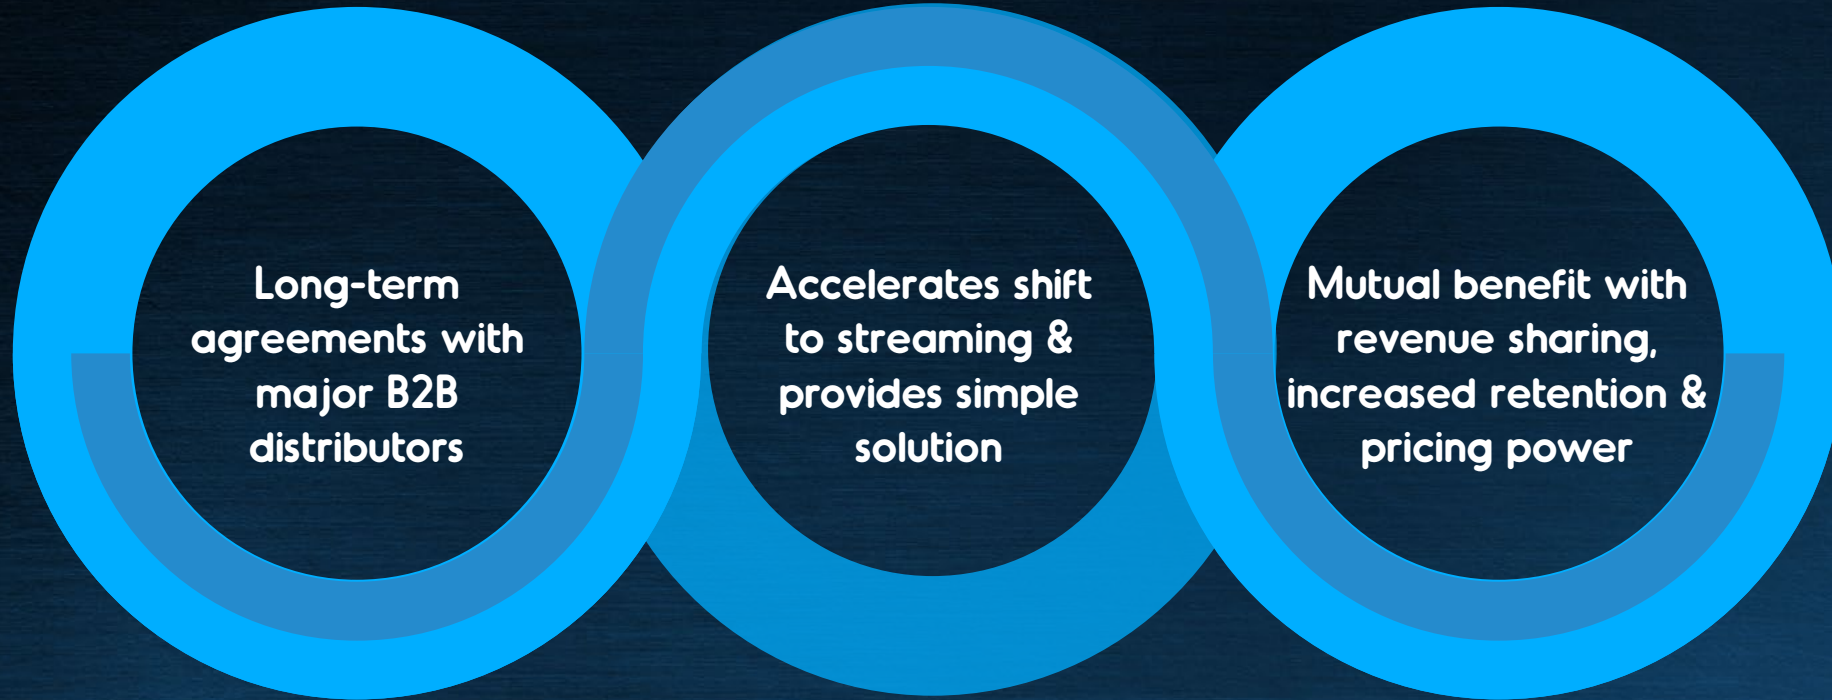 Long-term
agreements with
major B2B
distributors
Accelerates shift
to streaming &
provides simple
solution
Mutual benefit with
revenue sharing,
increased retention &
pricing power